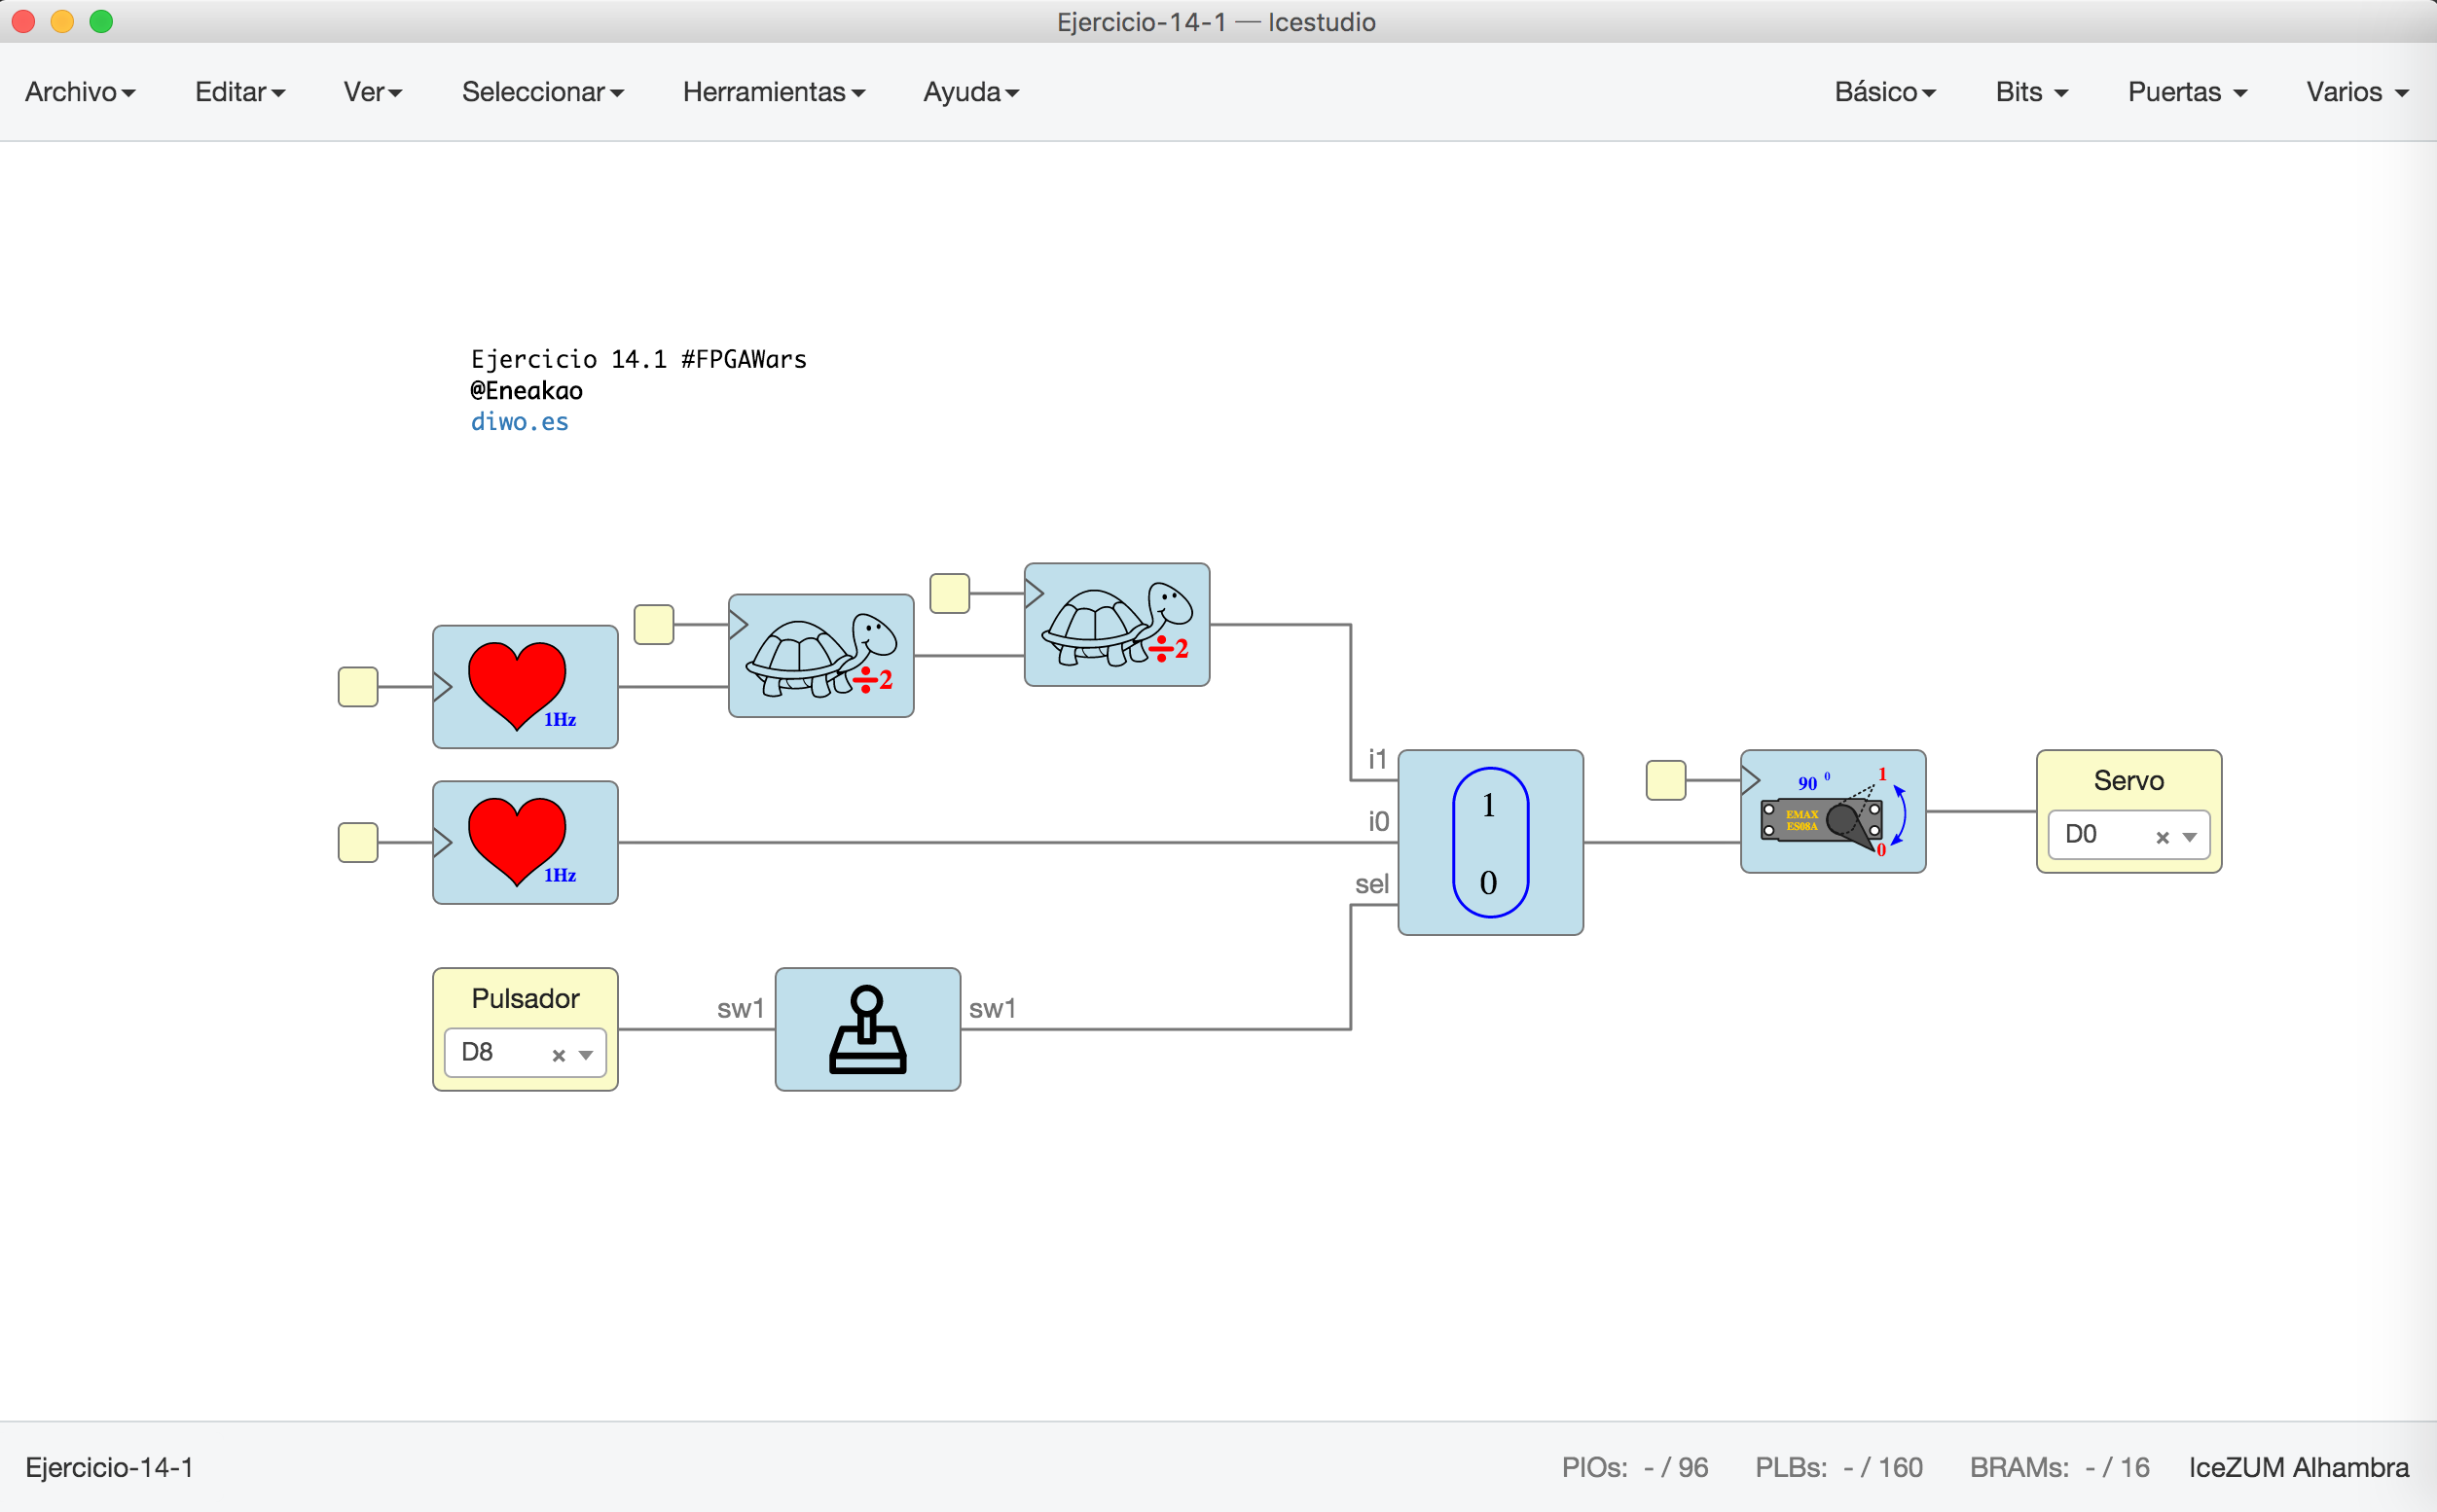 Ejercicio-14-1 — Icestudio
Archivo Editar Ver Seleccionar Herramientas Ayuda Básico Bits Puertas Varios
Ejercicio 14.1 #FPGAWars
@Eneakao
diwo.es
÷2
÷2
1Hz
i1
i0
sel
1
0
90 0
1
EMAX
ES08A
0
Servo
D0
1Hz
Pulsador
D8
sw1
sw1
Ejercicio-14-1 PIOs: - / 96 PLBs: - / 160 BRAMs: - / 16 IceZUM Alhambra